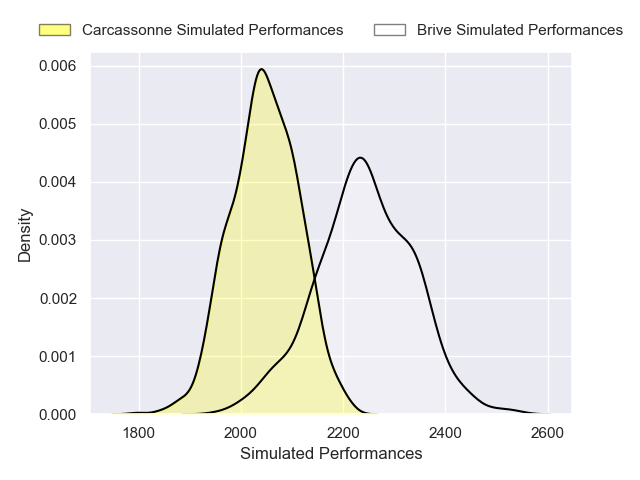 Carcassonne Simulated Performances
Brive Simulated Performances
0.006
0.005
0.004
0.003
0.002
0.001
0.000
Density
1800 2000 2200 2400 2600
Simulated Performances